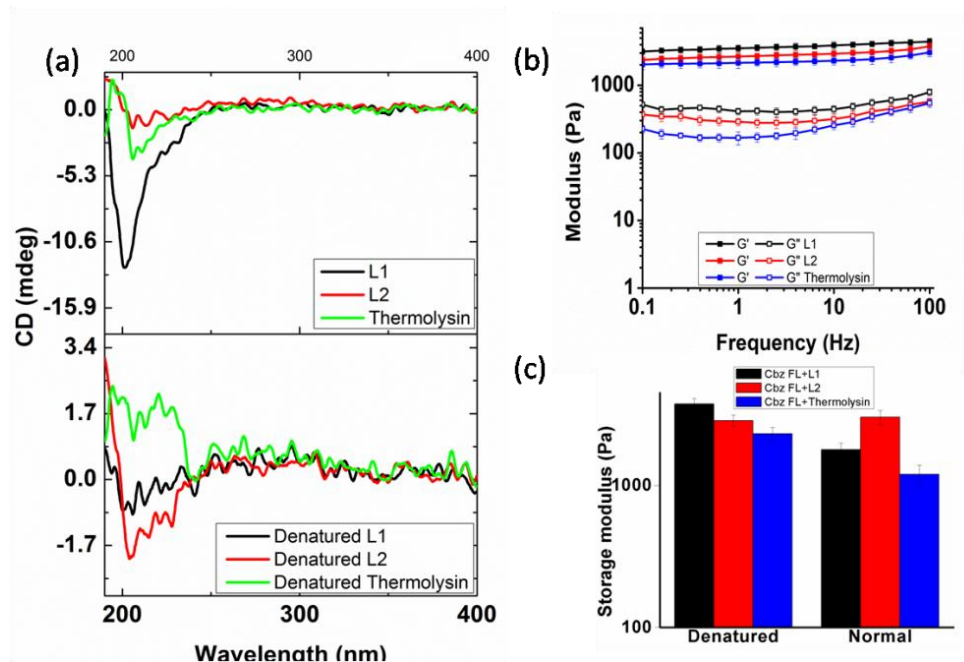 (a)
200 300 400
0.0
-5.3
-10.6
-15.9
L1
L2
Thermolysin
CD (mdeg)
3.4
1.7
0.0
-1.7
Denatured L1
Denatured L2
Denatured Thermolysin
200 300 400
Wavelength (nm)
(b)
1000
100
10
1
Modulus (Pa)
G' G" L1
G' G" L2
G' G" Thermolysin
0.1 1 10 100
Frequency (Hz)
(c)
Cbz FL+L1
Cbz FL+L2
Cbz FL+Thermolysin
Storage modulus (Pa)
1000
100
Denatured Normal